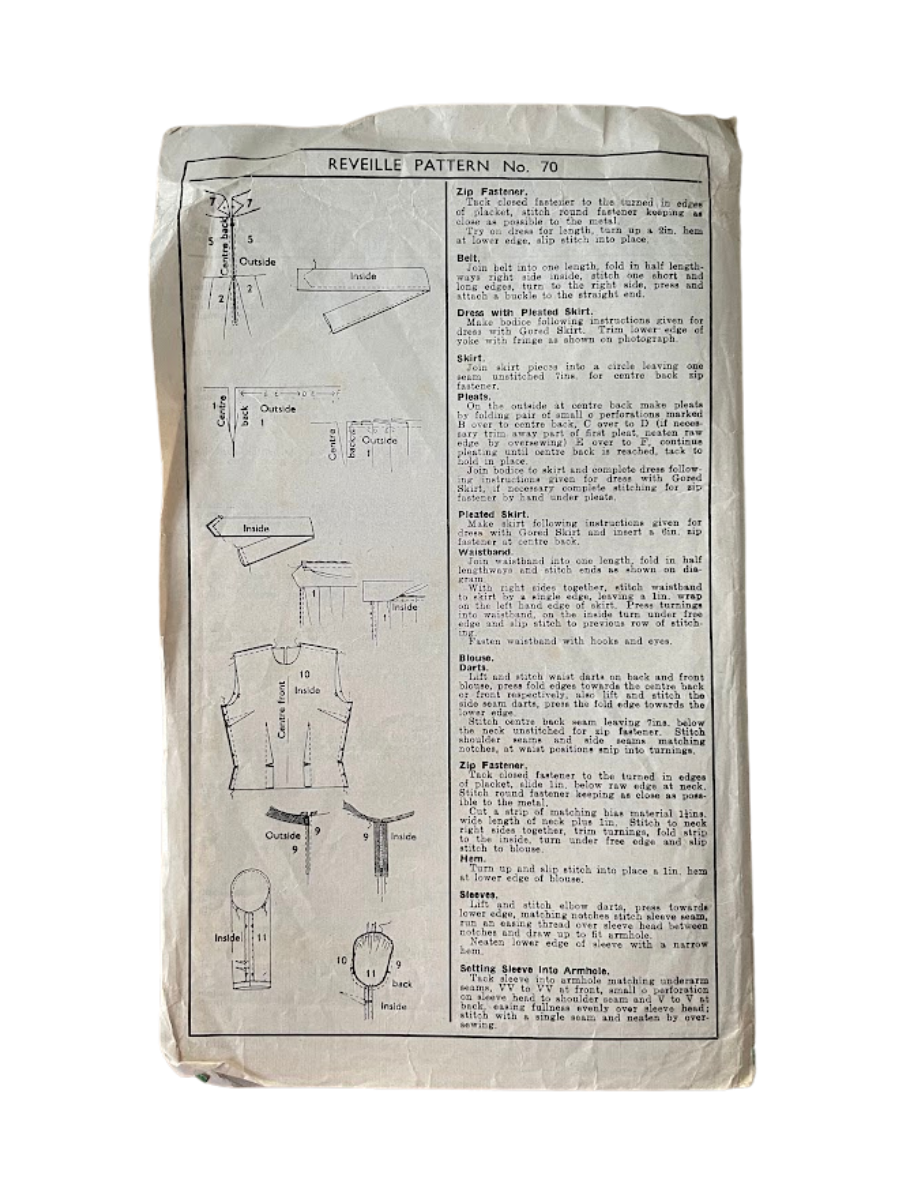 REVEILLE PATTERN No. 70
7 7
Centre back
5 5
Outside
2 2
Inside
Centre
back
1
Outside
1
Centre
back
Outside
1
Inside
1
Inside
1
10
Inside
Centre front
Outside
9
9
9
Inside
Inside
11
10
11
9
back
Inside
Zip Fastener.
Tack closed fastener to the turned in edges
of placket, stitch round fastener keeping as
close as possible to the metal.
Try on dress for length, turn up a 2in. hem
at lower edge, slip stitch into place.
Belt.
Join belt into one length, fold in half length-
ways right side inside, stitch one short and
long edges, turn to the right side, press and
attach a buckle to the straight end.
Dress with Pleated Skirt.
Make bodice following instructions given for
dress with Gored Skirt. Trim lower edge of
yoke with fringe as shown on photograph.
Skirt.
Join skirt pieces into a circle leaving one
seam unstitched 7ins. for centre back zip
fastener.
Pleats.
On the outside at centre back make pleats
by folding pair of small o perforations marked
B over to centre back, C over to D (if neces-
sary trim away part of first pleat, neaten raw
edge by oversewing) E over to F, continue
pleating until centre back is reached, tack to
hold in place.
Join bodice to skirt and complete dress follow-
ing instructions given for dress with Gored
Skirt, if necessary complete stitching for zip
fastener by hand under pleats.
Pleated Skirt.
Make skirt following instructions given for
dress with Gored Skirt and insert a 6in. zip
fastener at centre back.
Waistband.
Join waistband into one length, fold in half
lengthways and stitch ends as shown on dia-
gram.
With right sides together, stitch waistband
to skirt by a single edge, leaving a 1in. wrap
on the left hand edge of skirt. Press turnings
into waistband, on the inside turn under free
edge and slip stitch to previous row of stitch-
ing.
Fasten waistband with hooks and eyes.
Blouse.
Darts.
Lift and stitch waist darts on back and front
blouse, press fold edges towards the centre back
or front respectively, also lift and stitch the
side seam darts, press the fold edge towards the
lower edge.
Stitch centre back seam leaving 7ins. below
the neck unstitched for zip fastener. Stitch
shoulder seams and side seams matching
notches, at waist positions snip into turnings.
Zip Fastener.
Tack closed fastener to the turned in edges
of placket, slide 1in. below raw edge at neck.
Stitch round fastener keeping as close as poss-
ible to the metal.
Cut a strip of matching bias material 1½ins.
wide length of neck plus 1in. Stitch to neck
right sides together, trim turnings, fold strip
to the inside, turn under free edge and slip
stitch to blouse.
Hem.
Turn up and slip stitch into place a 1in. hem
at lower edge of blouse.
Sleeves.
Lift and stitch elbow darts, press towards
lower edge, matching notches stitch sleeve seam,
run an easing thread over sleeve head between
notches and draw up to fit armhole.
Neaten lower edge of sleeve with a narrow
hem.
Setting Sleeve into Armhole.
Tack sleeve into armhole matching underarm
seams, VV to VV at front, small o perforation
on sleeve head to shoulder seam and V to V at
back, easing fullness evenly over sleeve head;
stitch with a single seam and neaten by over-
sewing.